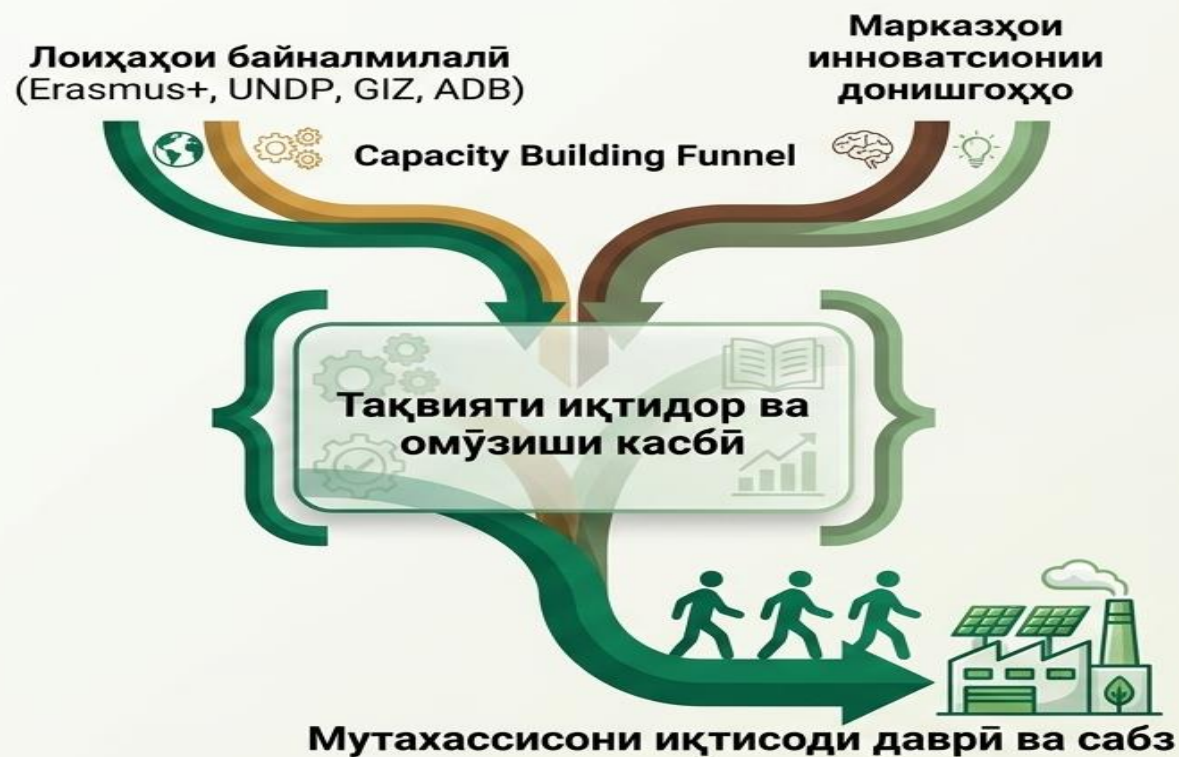 Лоиҳаҳои байналмилалӣ
(Erasmus+, UNDP, GIZ, ADB)
Марказҳои
инноватсионии
донишгоҳҳо
Capacity Building Funnel
Тақвияти иқтидор ва
омӯзиши касбӣ
Мутахассисони иқтисоди даврӣ ва сабз